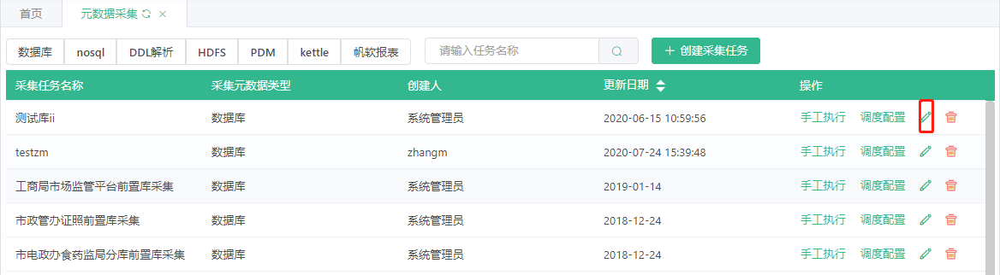 首页 元数据采集
数据库 nosql DDL解析 HDFS PDM kettle 帆软报表 请输入任务名称 创建采集任务
采集任务名称 采集元数据类型 创建人 更新日期 操作
测试库ii 数据库 系统管理员 2020-06-15 10:59:56 手工执行 调度配置
testzm 数据库 zhangm 2020-07-24 15:39:48 手工执行 调度配置
工商局市场监管平台前置库采集 数据库 系统管理员 2019-01-14 手工执行 调度配置
市政管办证照前置库采集 数据库 系统管理员 2018-12-24 手工执行 调度配置
市电政办食药监局分库前置库采集 数据库 系统管理员 2018-12-24 手工执行 调度配置